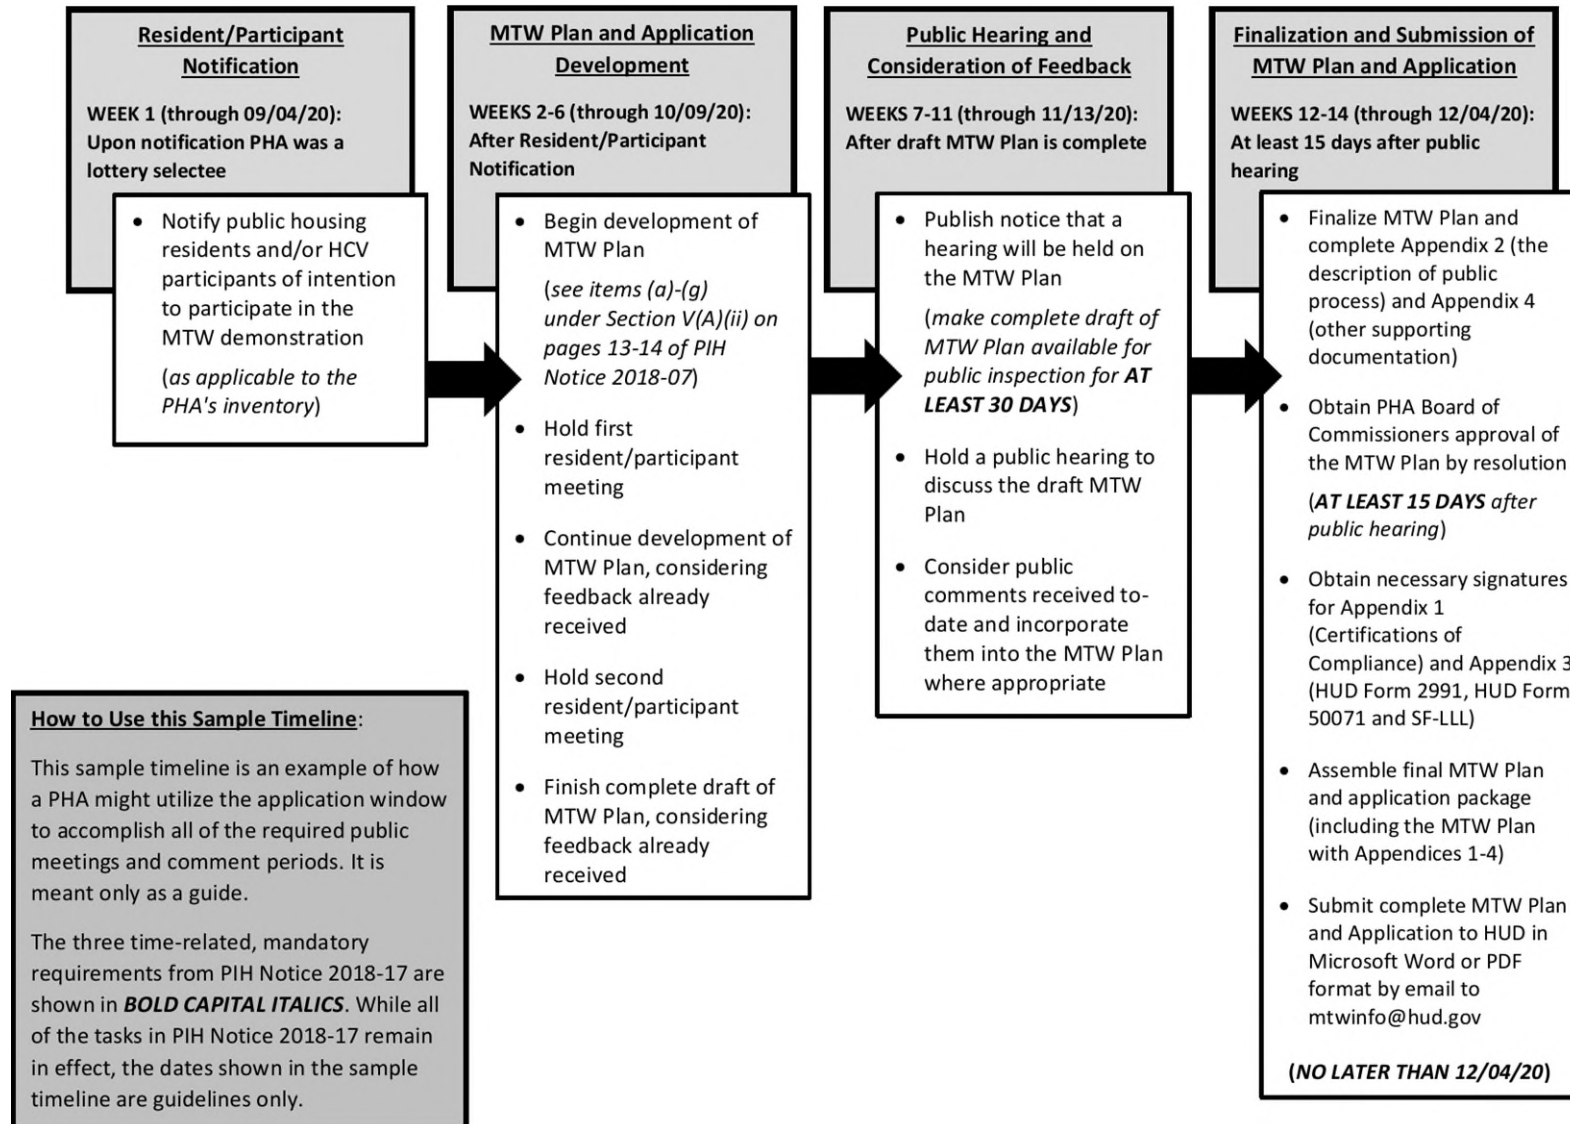 Resident/Participant
Notification
WEEK 1 (through 09/04/20):
Upon notification PHA was a
lottery selectee
• Notify public housing
residents and/or HCV
participants of intention
to participate in the
MTW demonstration
(as applicable to the
PHA's inventory)
MTW Plan and Application
Development
WEEKS 2-6 (through 10/09/20):
After Resident/Participant
Notification
• Begin development of
MTW Plan
(see items (a)-(g)
under Section V(A)(ii) on
pages 13-14 of PIH
Notice 2018-07)
• Hold first
resident/participant
meeting
• Continue development of
MTW Plan, considering
feedback already
received
• Hold second
resident/participant
meeting
• Finish complete draft of
MTW Plan, considering
feedback already
received
Public Hearing and
Consideration of Feedback
WEEKS 7-11 (through 11/13/20):
After draft MTW Plan is complete
• Publish notice that a
hearing will be held on
the MTW Plan
(make complete draft of
MTW Plan available for
public inspection for AT
LEAST 30 DAYS)
• Hold a public hearing to
discuss the draft MTW
Plan
• Consider public
comments received to-
date and incorporate
them into the MTW Plan
where appropriate
Finalization and Submission of
MTW Plan and Application
WEEKS 12-14 (through 12/04/20):
At least 15 days after public
hearing
• Finalize MTW Plan and
complete Appendix 2 (the
description of public
process) and Appendix 4
(other supporting
documentation)
• Obtain PHA Board of
Commissioners approval of
the MTW Plan by resolution
(AT LEAST 15 DAYS after
public hearing)
• Obtain necessary signatures
for Appendix 1
(Certifications of
Compliance) and Appendix 3
(HUD Form 2991, HUD Form
50071 and SF-LLL)
• Assemble final MTW Plan
and application package
(including the MTW Plan
with Appendices 1-4)
• Submit complete MTW Plan
and Application to HUD in
Microsoft Word or PDF
format by email to
mtwinfo@hud.gov
(NO LATER THAN 12/04/20)
How to Use this Sample Timeline:
This sample timeline is an example of how
a PHA might utilize the application window
to accomplish all of the required public
meetings and comment periods. It is
meant only as a guide.
The three time-related, mandatory
requirements from PIH Notice 2018-17 are
shown in BOLD CAPITAL ITALICS. While all
of the tasks in PIH Notice 2018-17 remain
in effect, the dates shown in the sample
timeline are guidelines only.